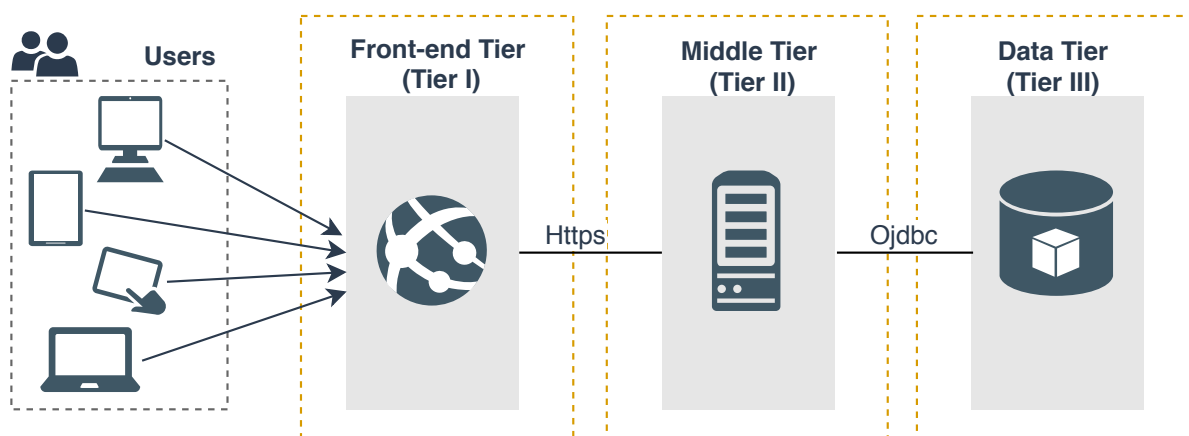 Users
Front-end Tier
(Tier I)
Middle Tier
(Tier II)
Data Tier
(Tier III)
Https
Ojdbc